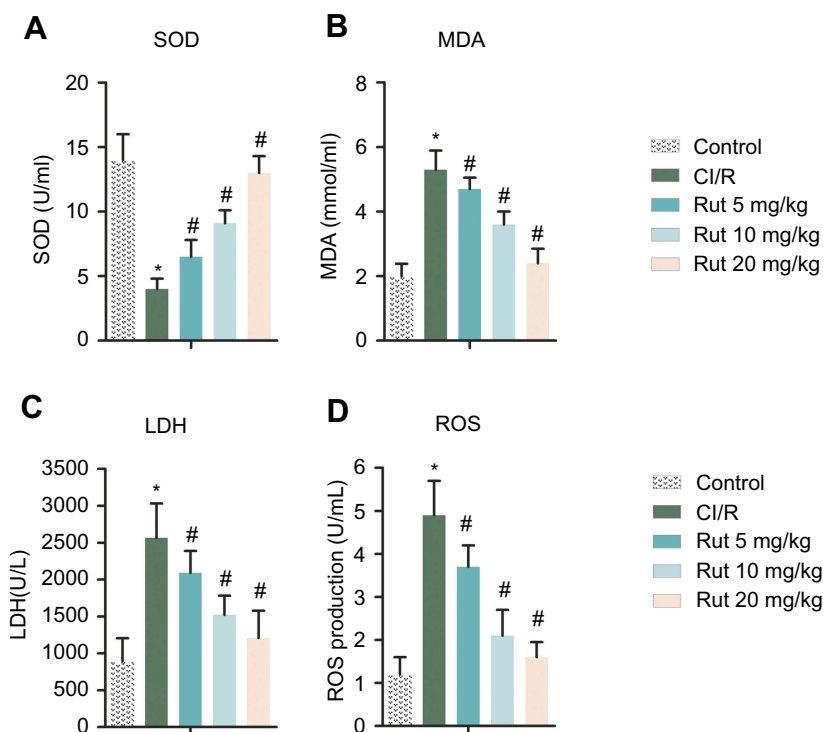 A
SOD
SOD (U/ml)
20
15
10
5
0
*
#
#
#
B
MDA
MDA (mmol/ml)
8
6
4
2
0
*
#
#
#
Control
CI/R
Rut 5 mg/kg
Rut 10 mg/kg
Rut 20 mg/kg
C
LDH
LDH(U/L)
3500
3000
2500
2000
1500
1000
500
0
*
#
#
#
D
ROS
ROS production (U/mL)
6
5
4
3
2
1
0
*
#
#
#
Control
CI/R
Rut 5 mg/kg
Rut 10 mg/kg
Rut 20 mg/kg